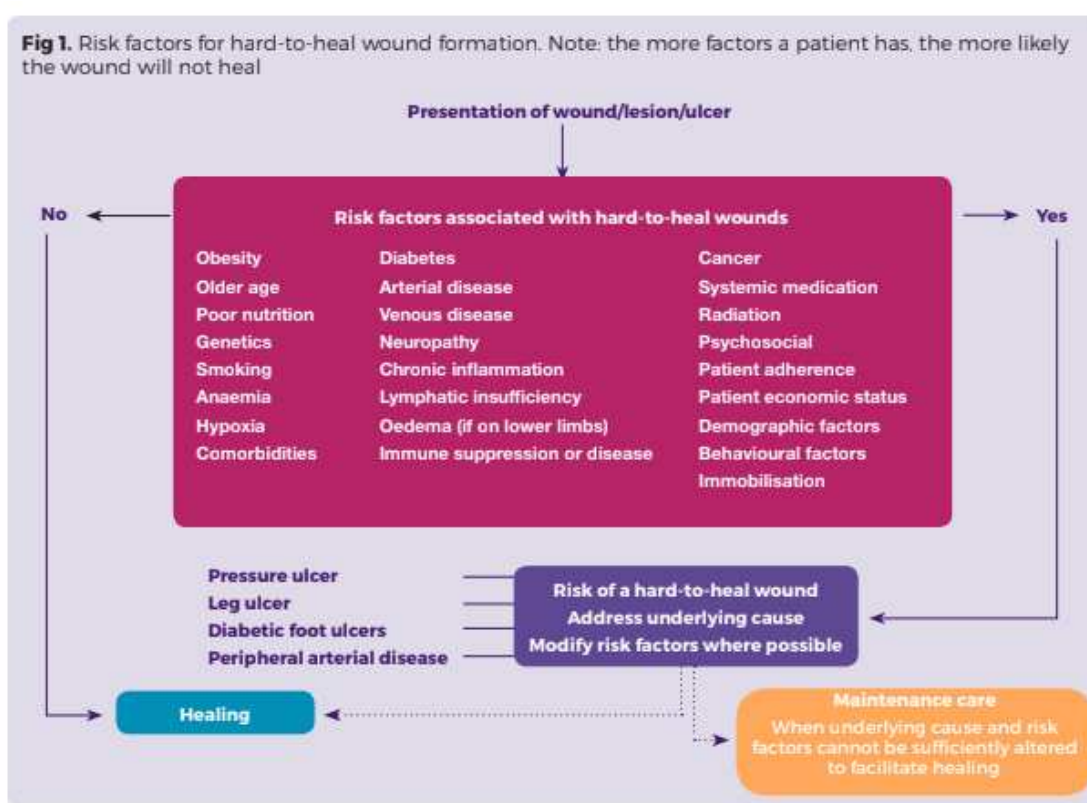 Fig 1. Risk factors for hard-to-heal wound formation. Note: the more factors a patient has, the more likely
the wound will not heal
Presentation of wound/lesion/ulcer
No
Yes
Risk factors associated with hard-to-heal wounds
Obesity
Older age
Poor nutrition
Genetics
Smoking
Anaemia
Hypoxia
Comorbidities
Diabetes
Arterial disease
Venous disease
Neuropathy
Chronic inflammation
Lymphatic insufficiency
Oedema (if on lower limbs)
Immune suppression or disease
Cancer
Systemic medication
Radiation
Psychosocial
Patient adherence
Patient economic status
Demographic factors
Behavioural factors
Immobilisation
Pressure ulcer
Leg ulcer
Diabetic foot ulcers
Peripheral arterial disease
Risk of a hard-to-heal wound
Address underlying cause
Modify risk factors where possible
Healing
Maintenance care
When underlying cause and risk
factors cannot be sufficiently altered
to facilitate healing